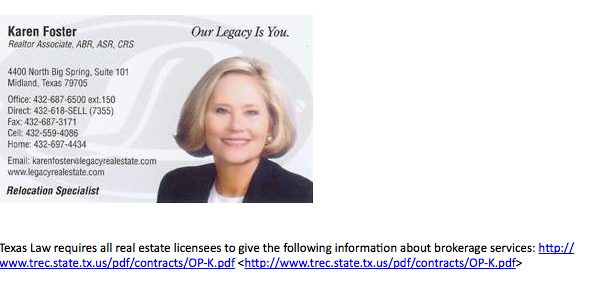 Karen Foster
Our Legacy Is You.
Realtor Associate, ABR, ASR, CRS
4400 North Big Spring, Suite 101
Midland, Texas 79705
Office: 432-687-6500 ext.150
Direct: 432-618-SELL (7355)
Fax: 432-687-3171
Cell: 432-559-4086
Home: 432-697-4434
Email: karenfoster@legacyrealestate.com
www.legacyrealestate.com
Relocation Specialist
Texas Law requires all real estate licensees to give the following information about brokerage services: http://
www.trec.state.tx.us/pdf/contracts/OP-K.pdf <http://www.trec.state.tx.us/pdf/contracts/OP-K.pdf>